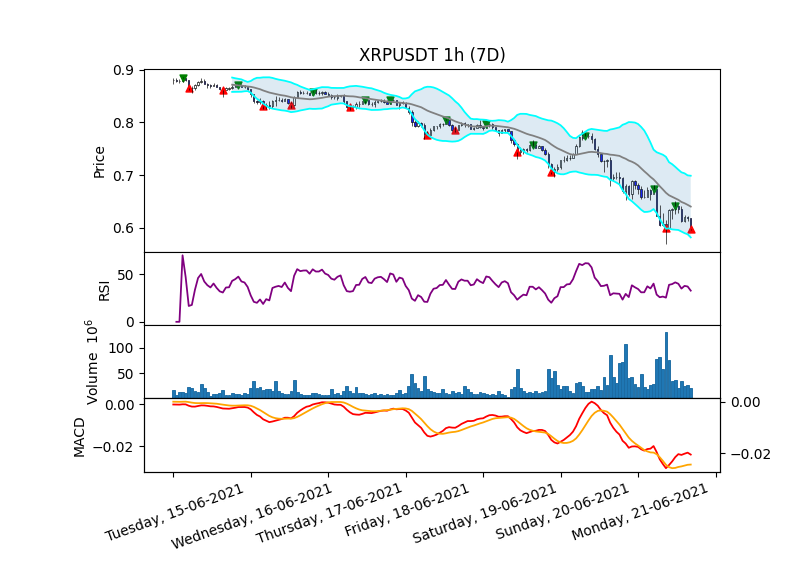 XRPUSDT 1h (7D)
0.9
0.8
0.7
0.6
Price
50
0
RSI
100
50
Volume 10^6
0.00
−0.02
MACD
0.00
−0.02
Tuesday, 15-06-2021
Wednesday, 16-06-2021
Thursday, 17-06-2021
Friday, 18-06-2021
Saturday, 19-06-2021
Sunday, 20-06-2021
Monday, 21-06-2021